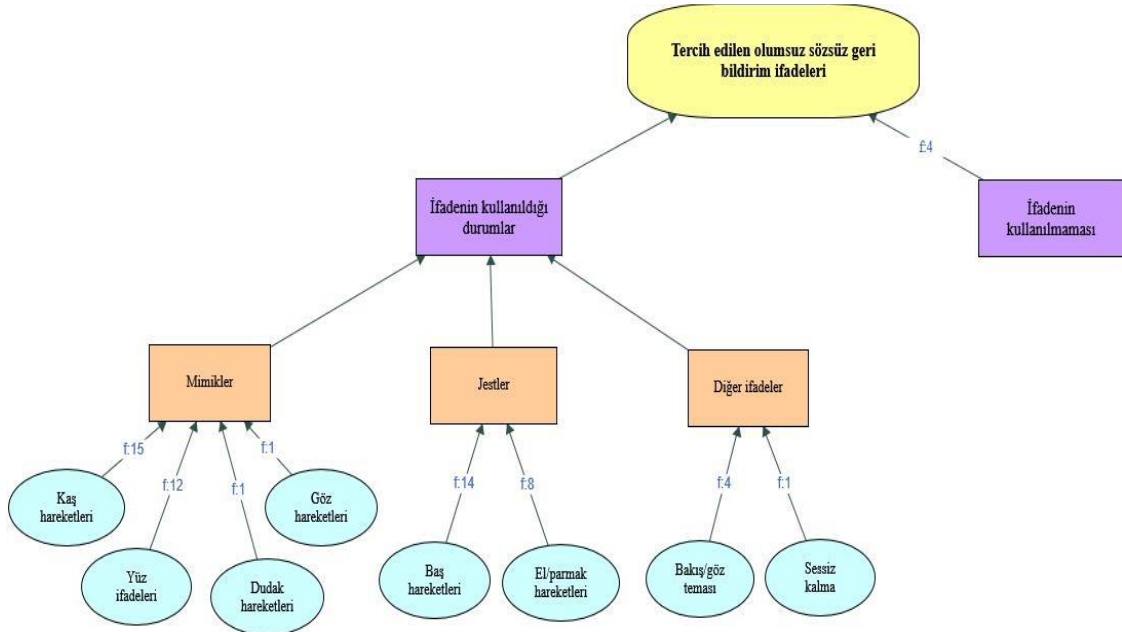 Tercih edilen olumsuz sözsüz geri
bildirim ifadeleri
f:4
İfadenin kullanıldığı
durumlar
İfadenin
kullanılmaması
Mimikler
Jestler
Diğer ifadeler
f:15
f:12
f:1
f:1
f:14
f:8
f:4
f:1
Kaş
hareketleri
Yüz
ifadeleri
Dudak
hareketleri
Göz
hareketleri
Baş
hareketleri
El/parmak
hareketleri
Bakış/göz
teması
Sessiz
kalma